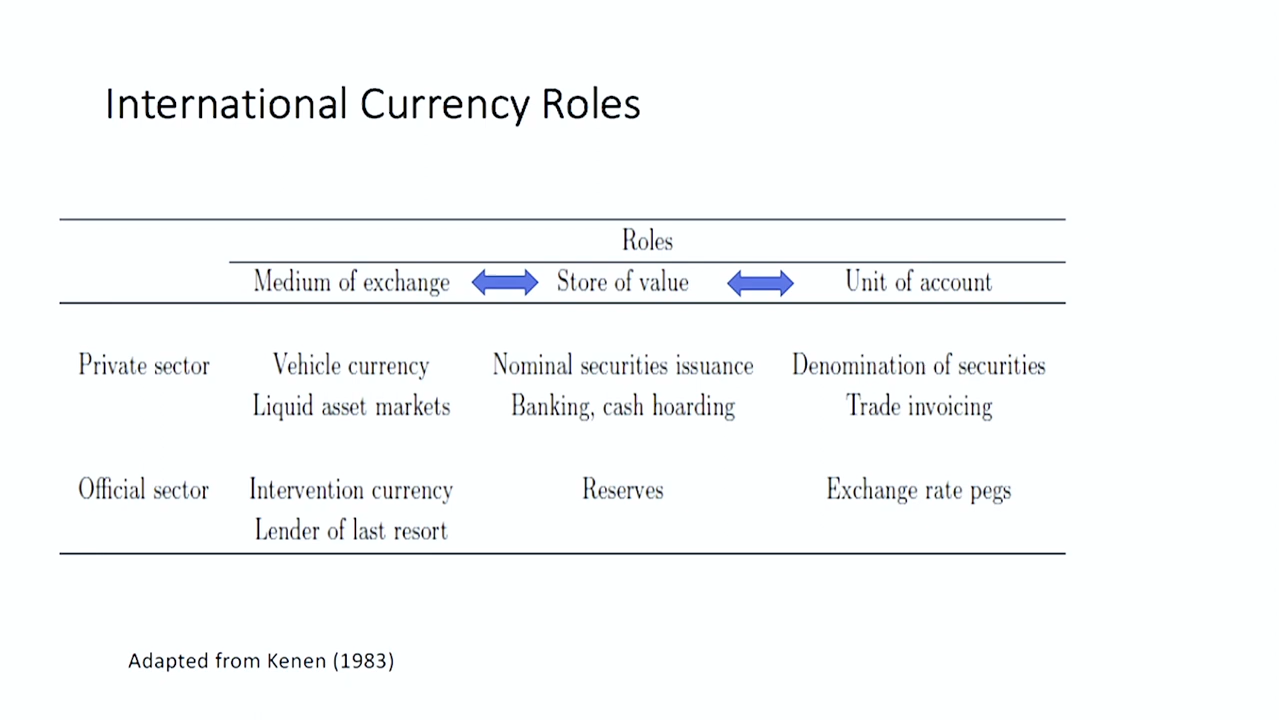 International Currency Roles
Roles
Medium of exchange Store of value Unit of account
Private sector Vehicle currency Nominal securities issuance Denomination of securities
Liquid asset markets Banking, cash hoarding Trade invoicing
Official sector Intervention currency Reserves Exchange rate pegs
Lender of last resort
Adapted from Kenen (1983)